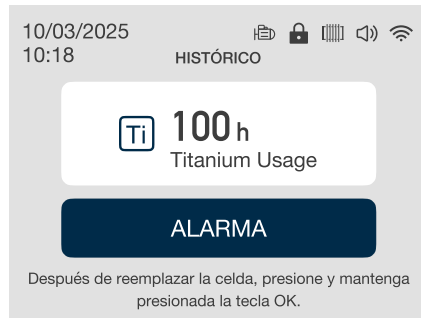 10/03/2025
10:18
HISTÓRICO
Ti
100 h
Titanium Usage
ALARMA
Después de reemplazar la celda, presione y mantenga
presionada la tecla OK.